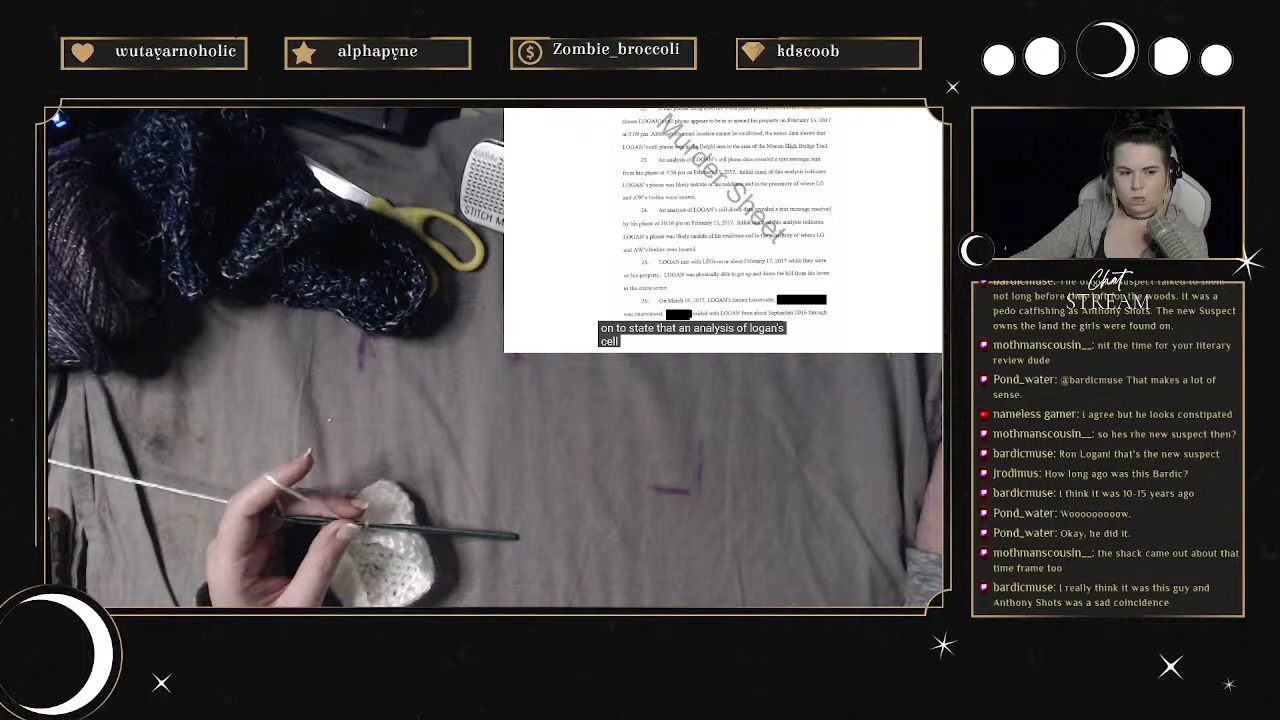 wutayarnoholic
alphapyne
Zombie_broccoli
kdscoob
STITCH M
shows LOGAN's cell phone appears to be in or around his property on February 13, 2017
at 2:09 pm. Although exact location cannot be confirmed, the tower data shows that
LOGAN's cell phone was in the Delphi area in the area of the Monon High Bridge Trail
23. An analysis of LOGAN's cell phone data revealed a text message sent
from his phone at 7:56 pm on February 13, 2017. Initial exam of this analysis indicates
LOGAN's phone was likely outside of his residence and in the proximity of where LG
and AW's bodies were located.
24. An analysis of LOGAN's cell phone data revealed a text message received
by his phone at 10:16 pm on February 13, 2017. Initial exam of this analysis indicates
LOGAN's phone was likely outside of his residence and in the proximity of where LG
and AW's bodies were located.
25. LOGAN met with LEOs on or about February 17, 2017 while they were
on his property. LOGAN was physically able to get up and down the hill from his home
to the crime scene.
26. On March 16, 2017, LOGAN's former housemate,
was interviewed. resided with LOGAN from about September 2016 through
Murder Sheet
on to state that an analysis of logan's
cell
Chat
STREAM
not long before woods. It was a
pedo catfishing as Anthony Shots. The new Suspect
owns the land the girls were found on.
mothmanscousin__: nit the time for your literary
review dude
Pond_water: @bardicmuse That makes a lot of
sense.
nameless gamer: I agree but he looks constipated
mothmanscousin__: so hes rhe new suspect then?
bardicmuse: Ron Logan! that's the new suspect
Jrodimus: How long ago was this Bardic?
bardicmuse: I think it was 10-15 years ago
Pond_water: Wooooooooow.
Pond_water: Okay, he did it.
mothmanscousin__: the shack came out about that
time frame too
bardicmuse: I really think it was this guy and
Anthony Shots was a sad coincidence